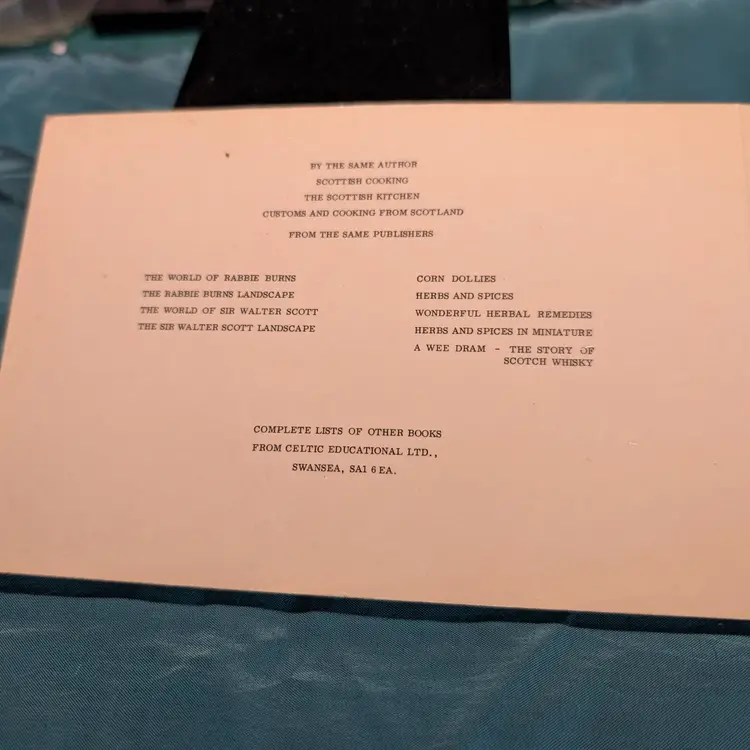 BY THE SAME AUTHOR
SCOTTISH COOKING
THE SCOTTISH KITCHEN
CUSTOMS AND COOKING FROM SCOTLAND
FROM THE SAME PUBLISHERS
THE WORLD OF RABBIE BURNS
THE RABBIE BURNS LANDSCAPE
THE WORLD OF SIR WALTER SCOTT
THE SIR WALTER SCOTT LANDSCAPE
CORN DOLLIES
HERBS AND SPICES
WONDERFUL HERBAL REMEDIES
HERBS AND SPICES IN MINIATURE
A WEE DRAM - THE STORY OF
SCOTCH WHISKY
COMPLETE LISTS OF OTHER BOOKS
FROM CELTIC EDUCATIONAL LTD.,
SWANSEA, SA1 6EA.